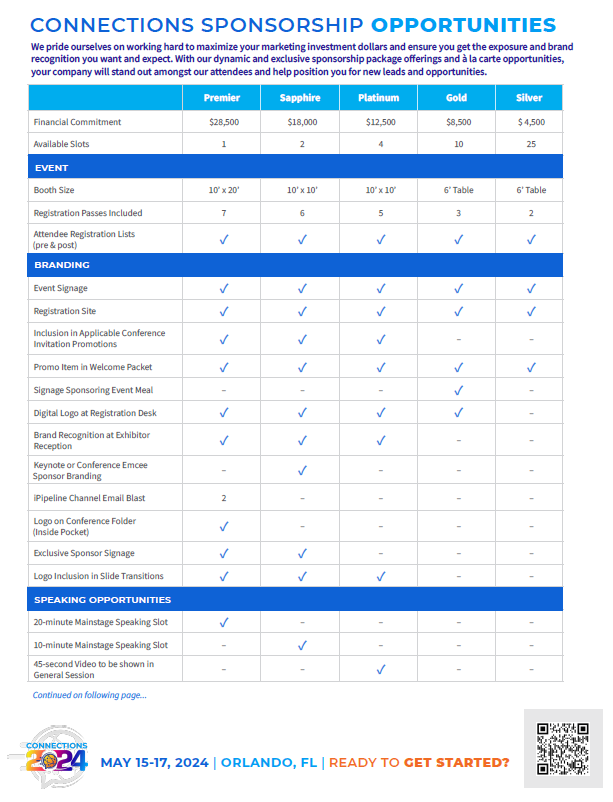 CONNECTIONS SPONSORSHIP OPPORTUNITIES
We pride ourselves on working hard to maximize your marketing investment dollars and ensure you get the exposure and brand
recognition you want and expect. With our dynamic and exclusive sponsorship package offerings and à la carte opportunities,
your company will stand out amongst our attendees and help position you for new leads and opportunities.
Premier Sapphire Platinum Gold Silver
Financial Commitment $28,500 $18,000 $12,500 $8,500 $ 4,500
Available Slots 1 2 4 10 25
EVENT
Booth Size 10' x 20' 10' x 10' 10' x 10' 6' Table 6' Table
Registration Passes Included 7 6 5 3 2
Attendee Registration Lists
(pre & post) ✓ ✓ ✓ ✓ ✓
BRANDING
Event Signage ✓ ✓ ✓ ✓ ✓
Registration Site ✓ ✓ ✓ ✓ ✓
Inclusion in Applicable Conference
Invitation Promotions ✓ ✓ ✓ – –
Promo Item in Welcome Packet ✓ ✓ ✓ ✓ ✓
Signage Sponsoring Event Meal – – – ✓ –
Digital Logo at Registration Desk ✓ ✓ ✓ ✓ –
Brand Recognition at Exhibitor
Reception ✓ ✓ ✓ – –
Keynote or Conference Emcee
Sponsor Branding – ✓ – – –
iPipeline Channel Email Blast 2 – – – –
Logo on Conference Folder
(Inside Pocket) ✓ – – – –
Exclusive Sponsor Signage ✓ ✓ – – –
Logo Inclusion in Slide Transitions ✓ ✓ ✓ – –
SPEAKING OPPORTUNITIES
20-minute Mainstage Speaking Slot ✓ – – – –
10-minute Mainstage Speaking Slot – ✓ – – –
45-second Video to be shown in
General Session – – ✓ – –
Continued on following page...
CONNECTIONS
2024
MAY 15-17, 2024 | ORLANDO, FL | READY TO GET STARTED?